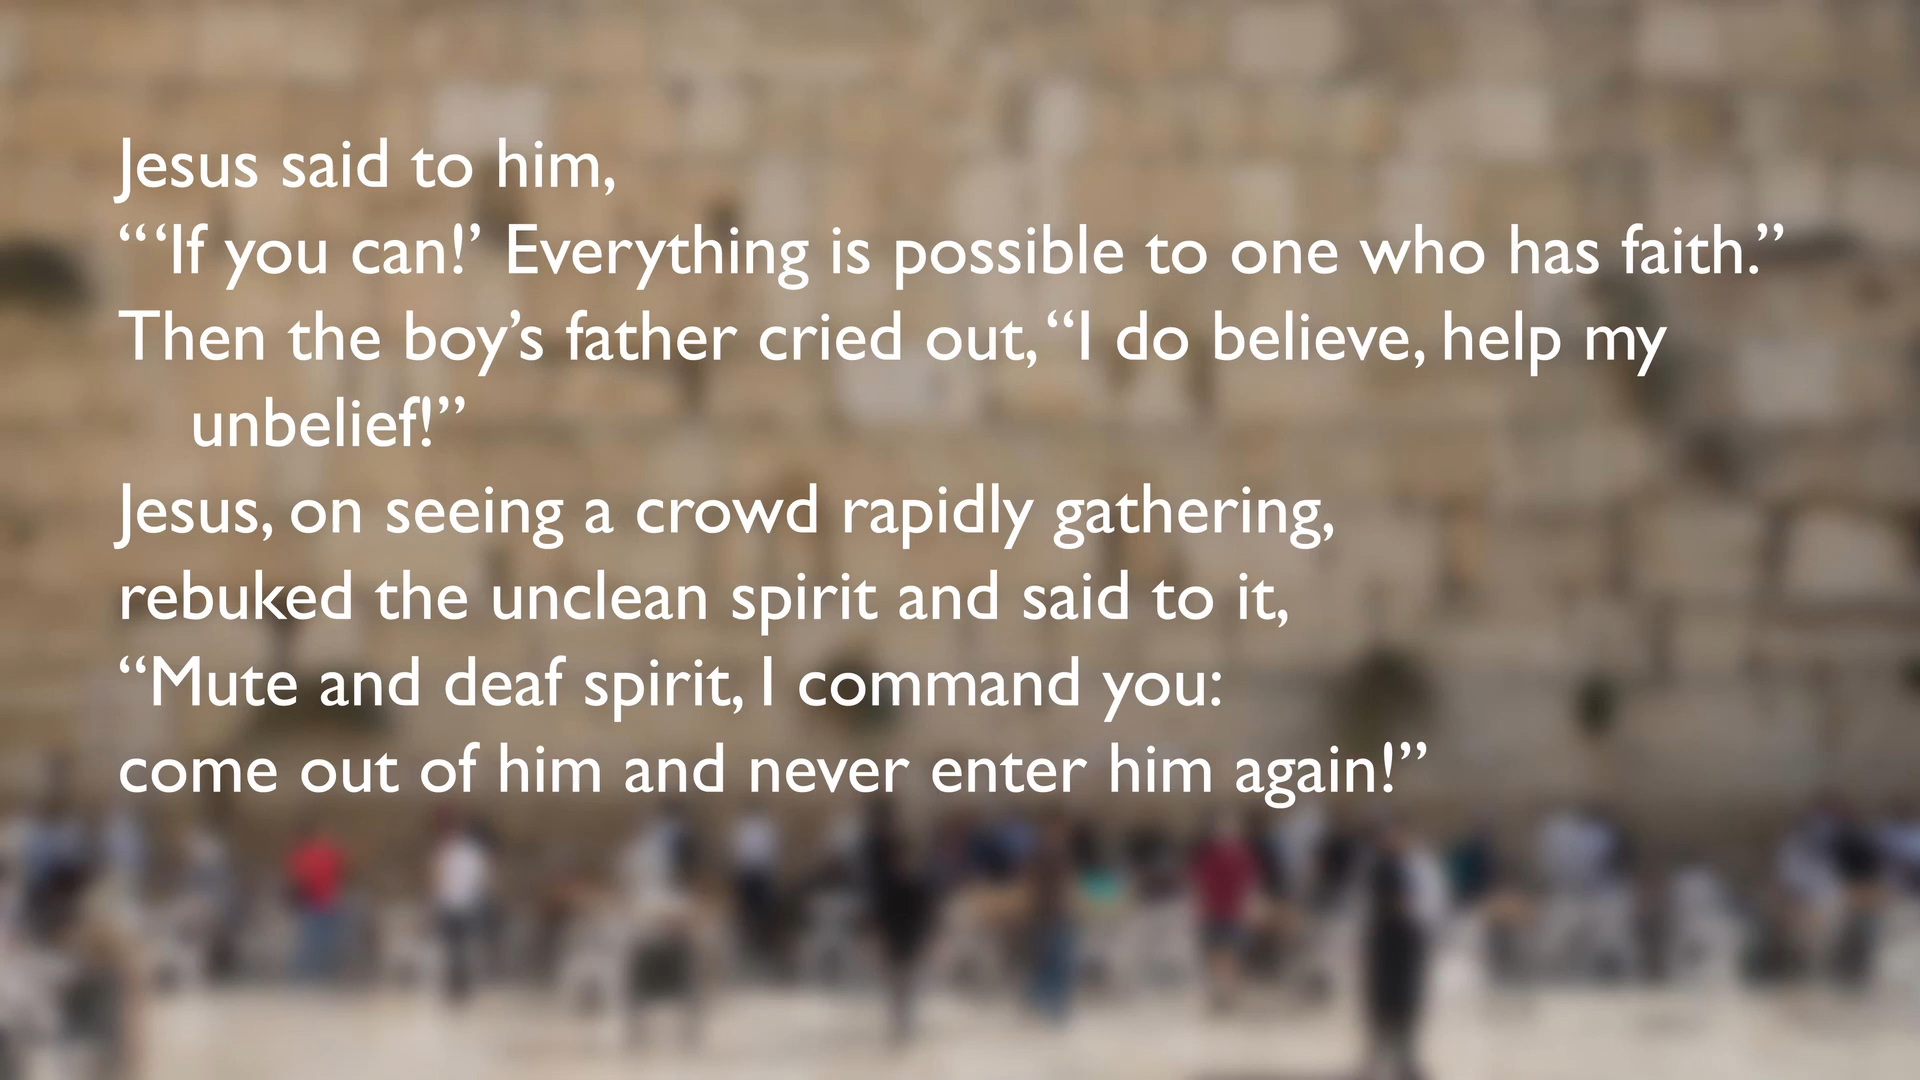 Jesus said to him,
“ ‘If you can!’ Everything is possible to one who has faith.”
Then the boy’s father cried out, “I do believe, help my
unbelief!”
Jesus, on seeing a crowd rapidly gathering,
rebuked the unclean spirit and said to it,
“Mute and deaf spirit, I command you:
come out of him and never enter him again!”